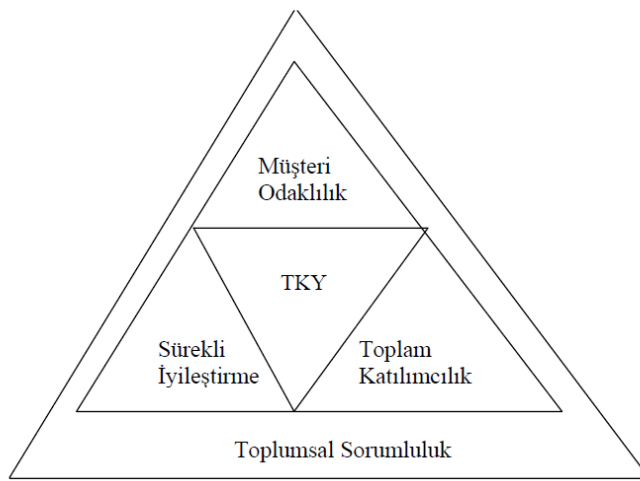 Müşteri
Odaklılık
TKY
Sürekli
İyileştirme
Toplam
Katılımcılık
Toplumsal Sorumluluk